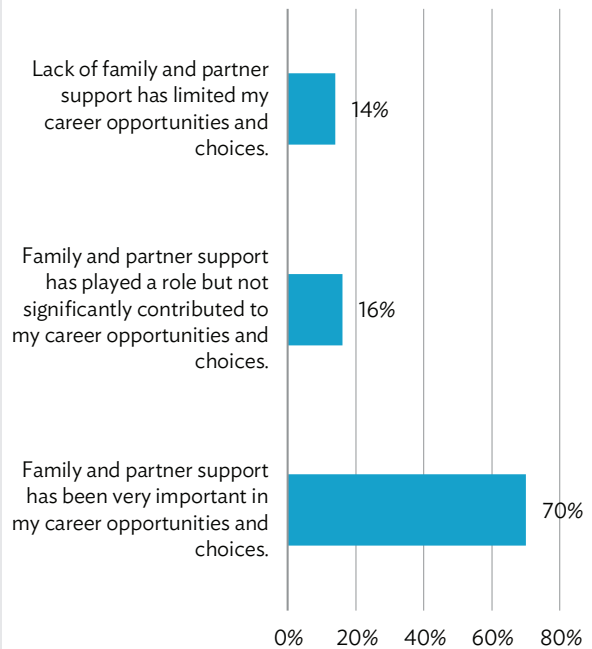 Lack of family and partner
support has limited my
career opportunities and
choices.
14%
Family and partner support
has played a role but not
significantly contributed to
my career opportunities and
choices.
16%
Family and partner support
has been very important in
my career opportunities and
choices.
70%
0% 20% 40% 60% 80%